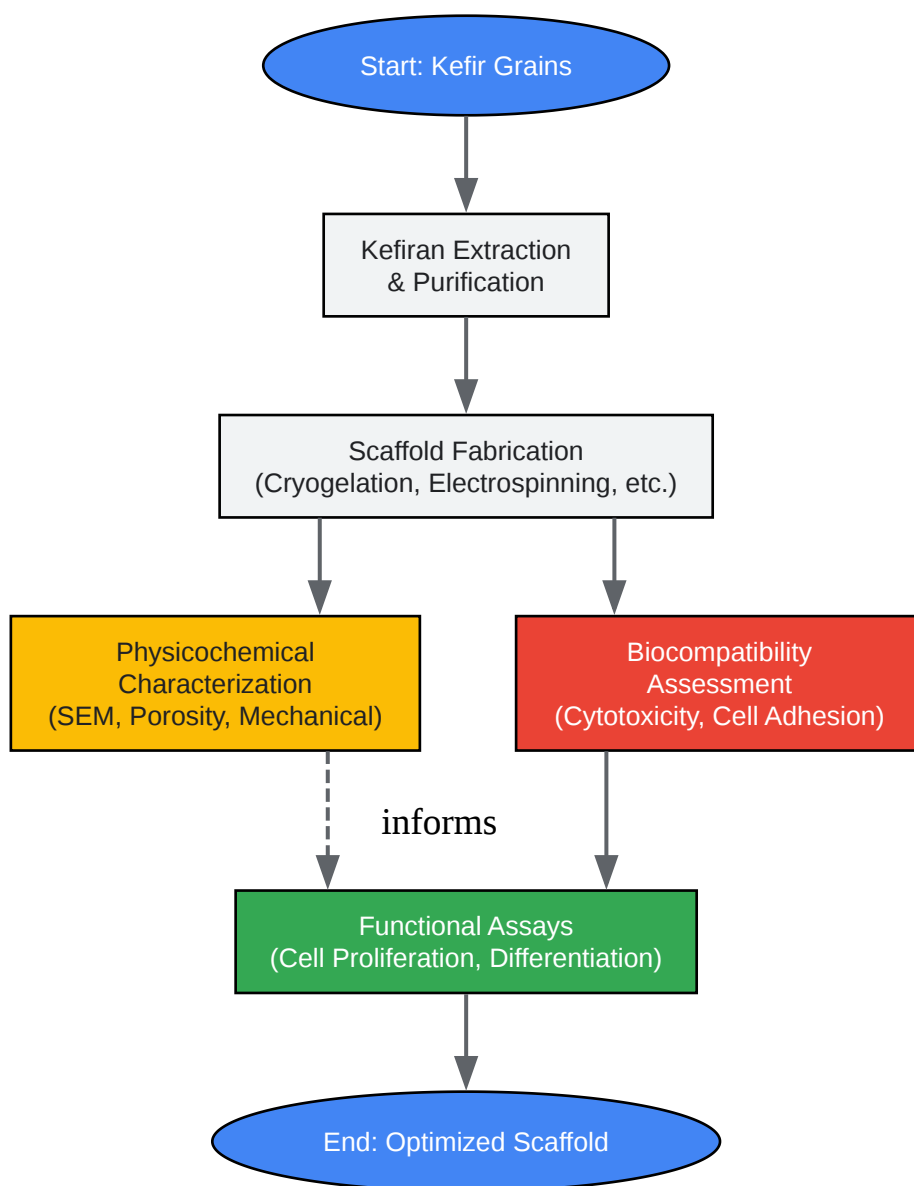 Start: Kefir Grains
Kefiran Extraction
& Purification
Scaffold Fabrication
(Cryogelation, Electrospinning, etc.)
Physicochemical
Characterization
(SEM, Porosity, Mechanical)
Biocompatibility
Assessment
(Cytotoxicity, Cell Adhesion)
informs
Functional Assays
(Cell Proliferation, Differentiation)
End: Optimized Scaffold